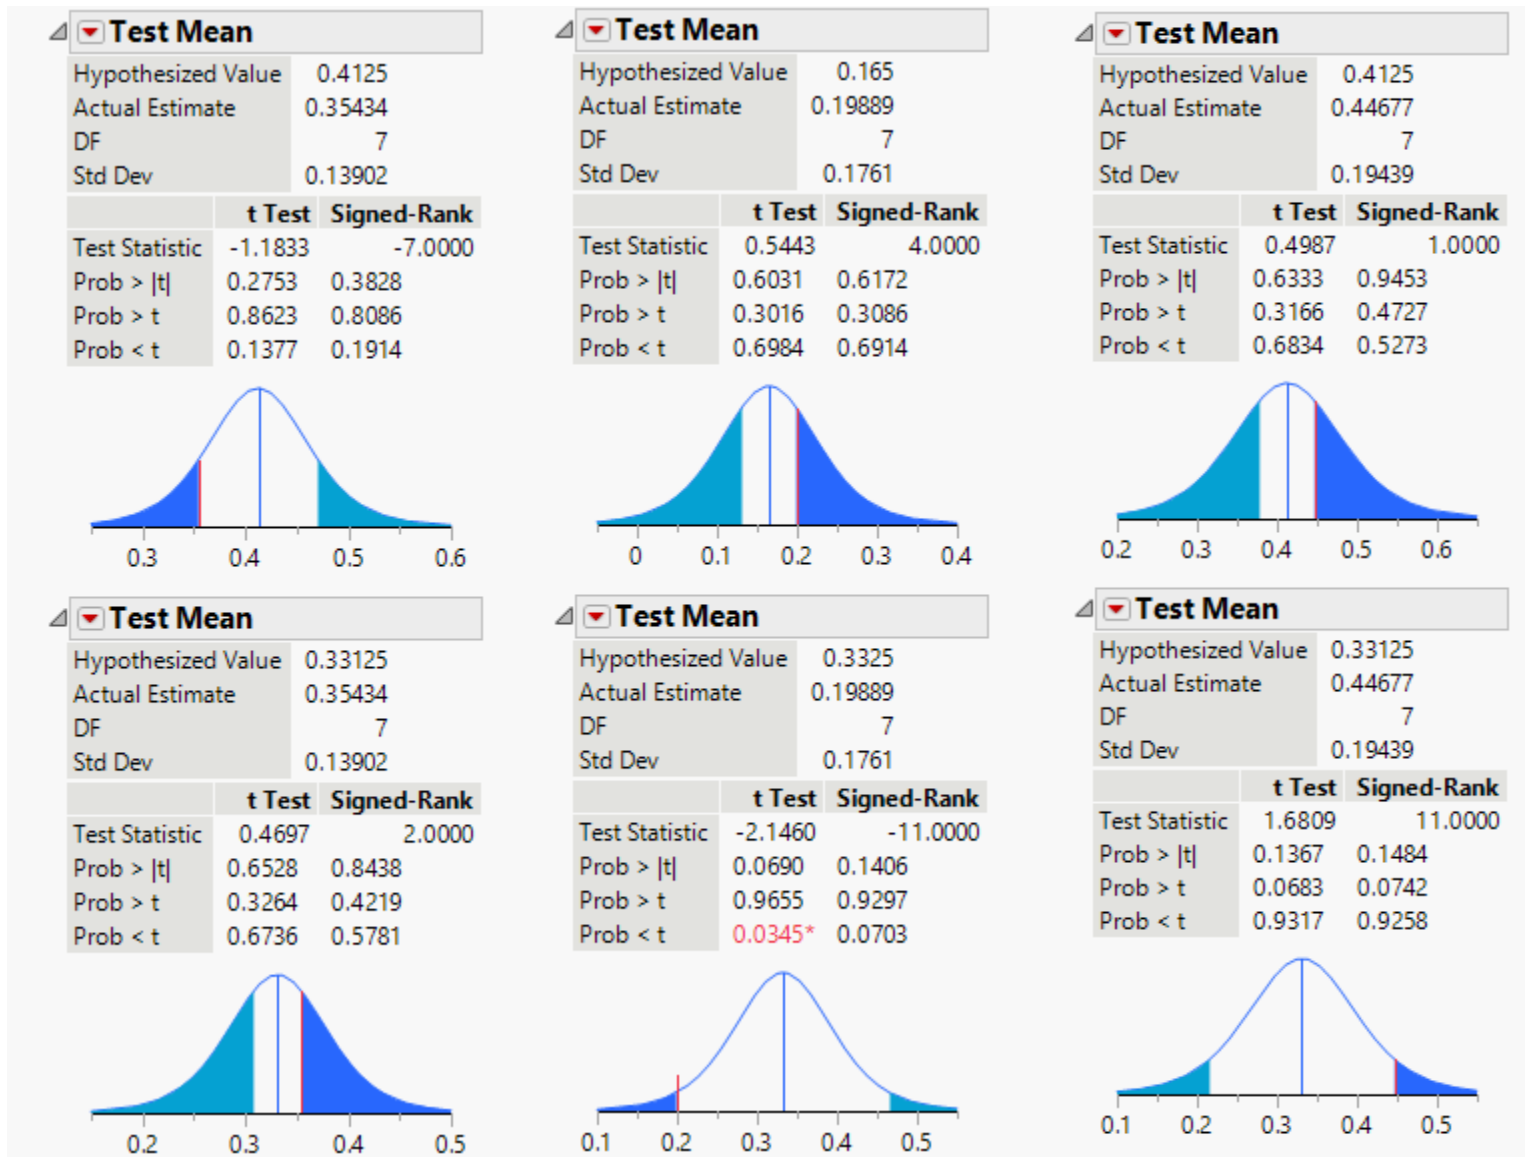 Test Mean
Hypothesized Value 0.4125
Actual Estimate 0.35434
DF 7
Std Dev 0.13902
t Test Signed-Rank
Test Statistic -1.1833 -7.0000
Prob > |t| 0.2753 0.3828
Prob > t 0.8623 0.8086
Prob < t 0.1377 0.1914
0.3 0.4 0.5 0.6
Test Mean
Hypothesized Value 0.165
Actual Estimate 0.19889
DF 7
Std Dev 0.1761
t Test Signed-Rank
Test Statistic 0.5443 4.0000
Prob > |t| 0.6031 0.6172
Prob > t 0.3016 0.3086
Prob < t 0.6984 0.6914
0 0.1 0.2 0.3 0.4
Test Mean
Hypothesized Value 0.4125
Actual Estimate 0.44677
DF 7
Std Dev 0.19439
t Test Signed-Rank
Test Statistic 0.4987 1.0000
Prob > |t| 0.6333 0.9453
Prob > t 0.3166 0.4727
Prob < t 0.6834 0.5273
0.2 0.3 0.4 0.5 0.6
Test Mean
Hypothesized Value 0.33125
Actual Estimate 0.35434
DF 7
Std Dev 0.13902
t Test Signed-Rank
Test Statistic 0.4697 2.0000
Prob > |t| 0.6528 0.8438
Prob > t 0.3264 0.4219
Prob < t 0.6736 0.5781
0.2 0.3 0.4 0.5
Test Mean
Hypothesized Value 0.3325
Actual Estimate 0.19889
DF 7
Std Dev 0.1761
t Test Signed-Rank
Test Statistic -2.1460 -11.0000
Prob > |t| 0.0690 0.1406
Prob > t 0.9655 0.9297
Prob < t 0.0345* 0.0703
0.1 0.2 0.3 0.4 0.5
Test Mean
Hypothesized Value 0.33125
Actual Estimate 0.44677
DF 7
Std Dev 0.19439
t Test Signed-Rank
Test Statistic 1.6809 11.0000
Prob > |t| 0.1367 0.1484
Prob > t 0.0683 0.0742
Prob < t 0.9317 0.9258
0.1 0.2 0.3 0.4 0.5